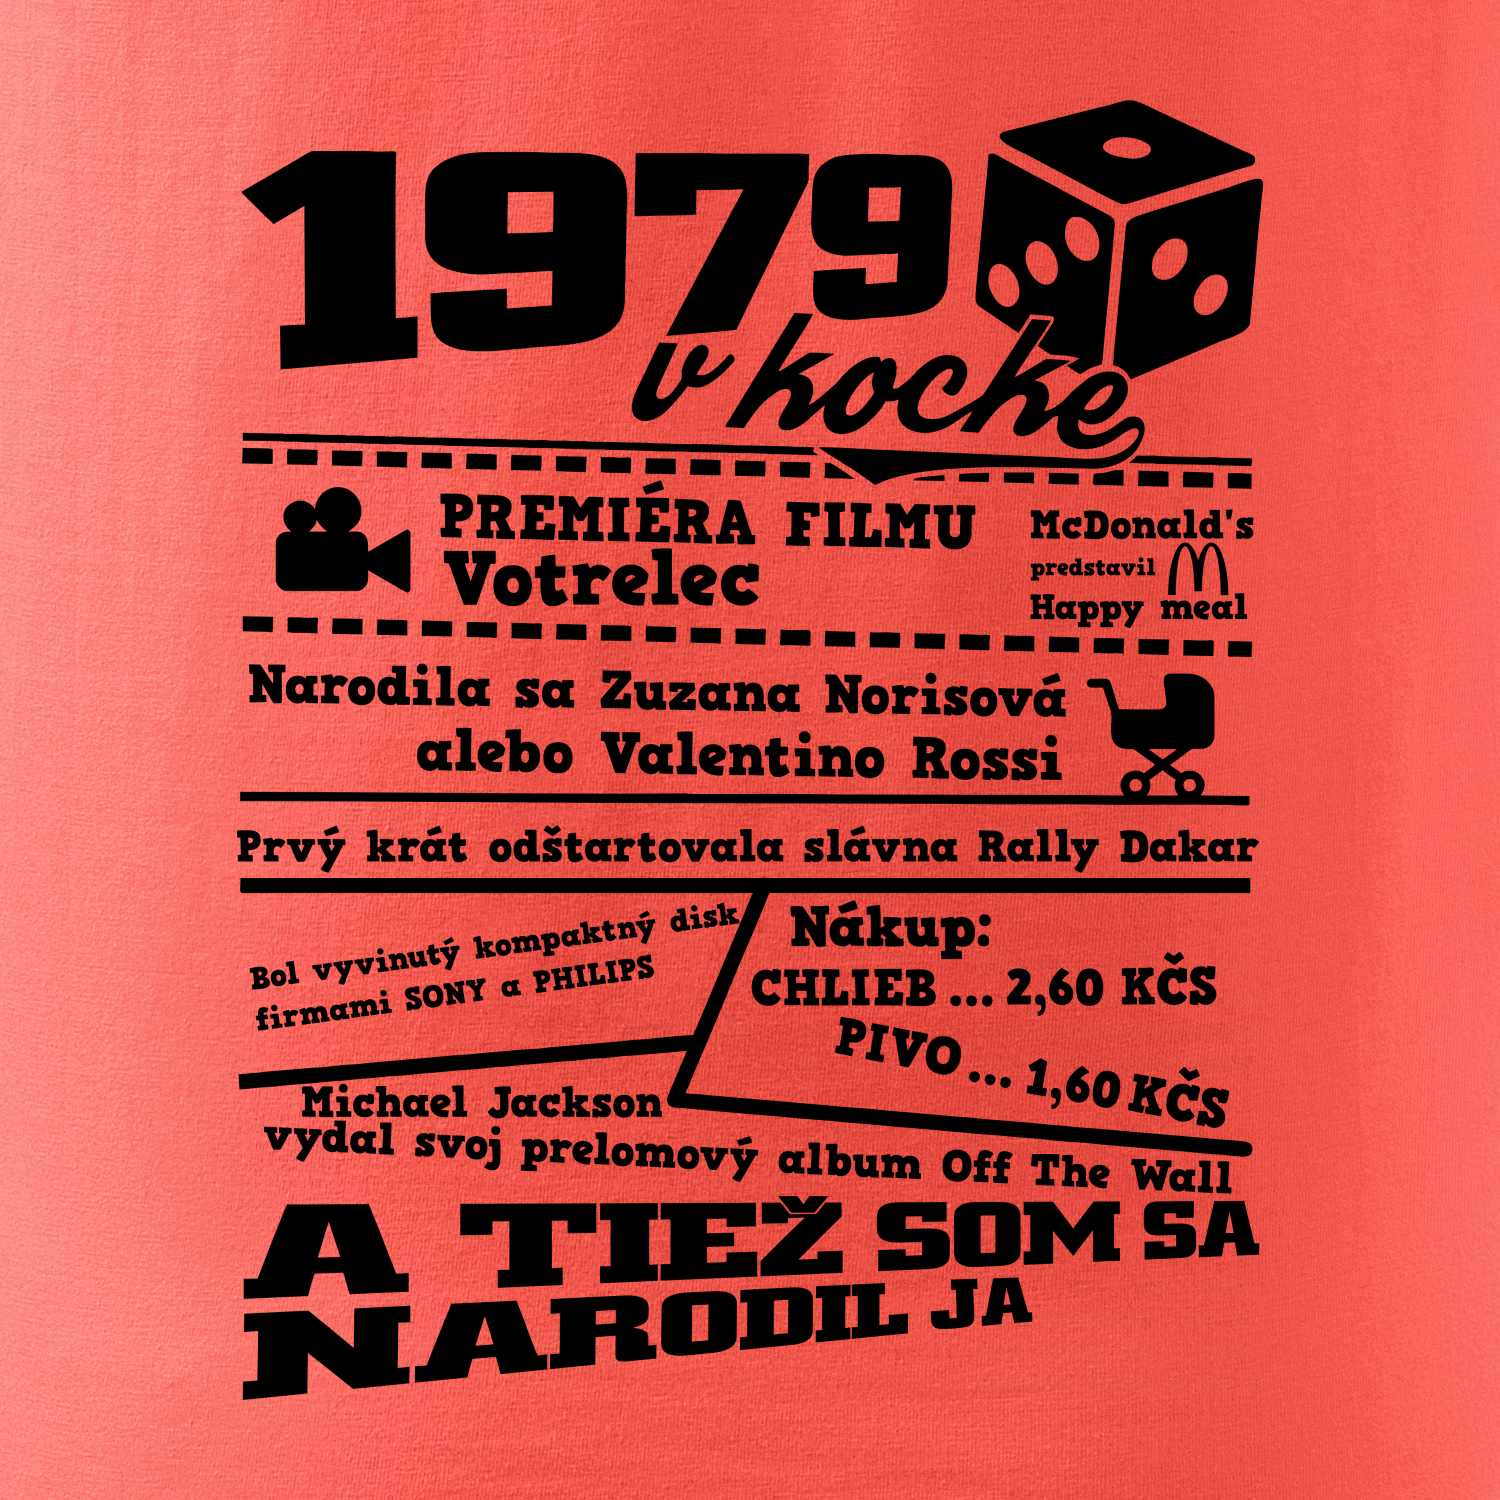 1979
v kocke
PREMIÉRA FILMU
Votrelec
McDonald's
predstavil
Happy meal
Narodila sa Zuzana Norisová
alebo Valentino Rossi
Prvý krát odštartovala slávna Rally Dakar
Bol vyvinutý kompaktný disk
firmami SONY a PHILIPS
Nákup:
CHLIEB ... 2,60 KČS
PIVO ... 1,60 KČS
Michael Jackson
vydal svoj prelomový album Off The Wall
A TIEŽ SOM SA
NARODIL JA